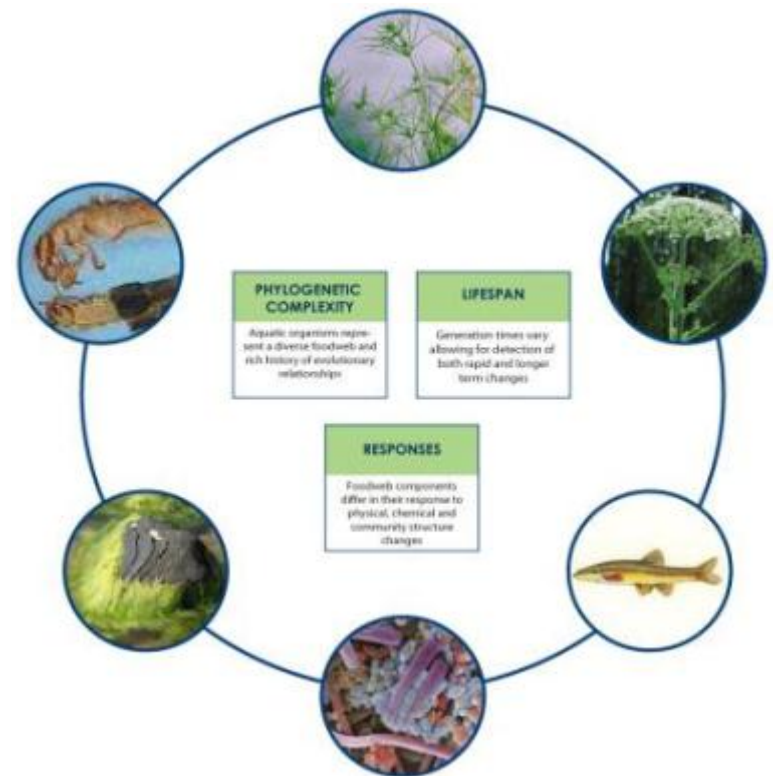 PHYLOGENETIC
COMPLEXITY
Aquatic organisms repre-
sent a diverse foodweb and
rich history of evolutionary
relationships
LIFESPAN
Generation times vary
allowing for detection of
both rapid and longer
term changes
RESPONSES
Foodweb components
differ in their response to
physical, chemical and
community structure
changes